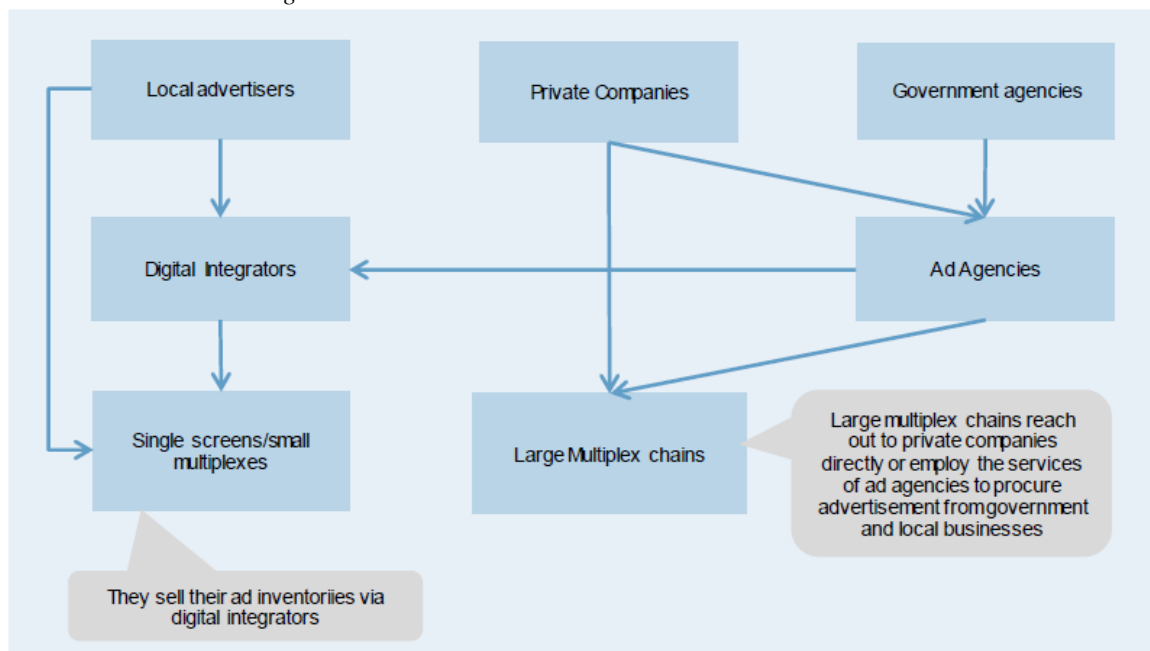 Local advertisers
Private Companies
Government agencies
Digital Integrators
Ad Agencies
Single screens/small
multiplexes
Large Multiplex chains
Large multiplex chains reach
out to private companies
directly or employ the services
of ad agencies to procure
advertisement from government
and local businesses
They sell their ad inventoriies via
digital integrators